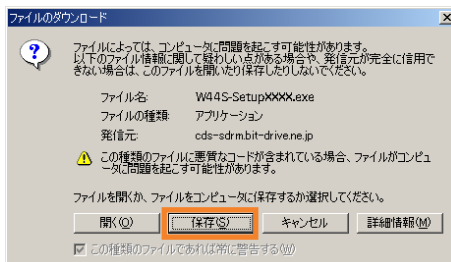 ファイルのダウンロード
ファイルによっては、コンピュータに問題を起こす可能性があります。
以下のファイル情報に関して疑わしい点がある場合や、発信元が完全に信用で
きない場合は、このファイルを開いたり保存したりしないでください。
ファイル名: W44S-SetupXXXX.exe
ファイルの種類: アプリケーション
発信元: cds-sdrm.bit-drive.ne.jp
この種類のファイルに悪質なコードが含まれている場合、ファイルがコンピュ
ータに問題を起こす可能性があります。
ファイルを開くか、ファイルをコンピュータに保存するか選択してください。
開く(O) 保存(S) キャンセル 詳細情報(M)
この種類のファイルであれば常に警告する(W)